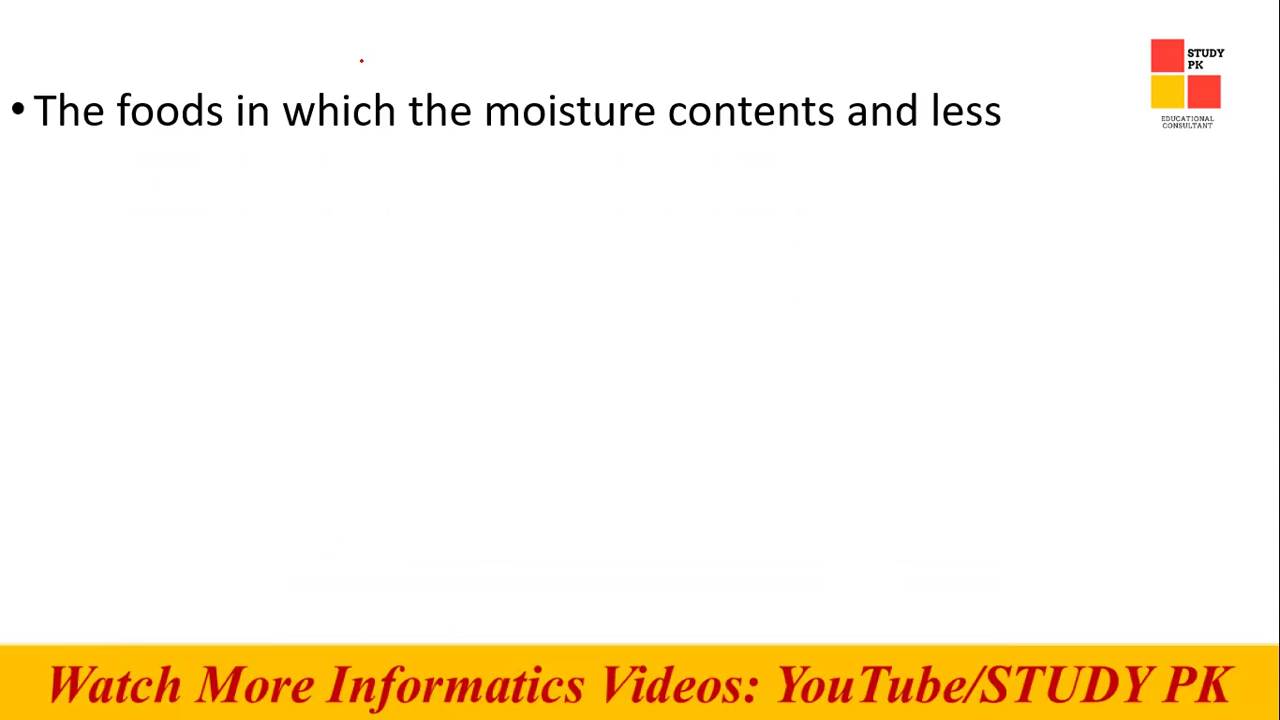 • The foods in which the moisture contents and less
STUDY
PK
EDUCATIONAL
CONSULTANT
Watch More Informatics Videos: YouTube/STUDY PK